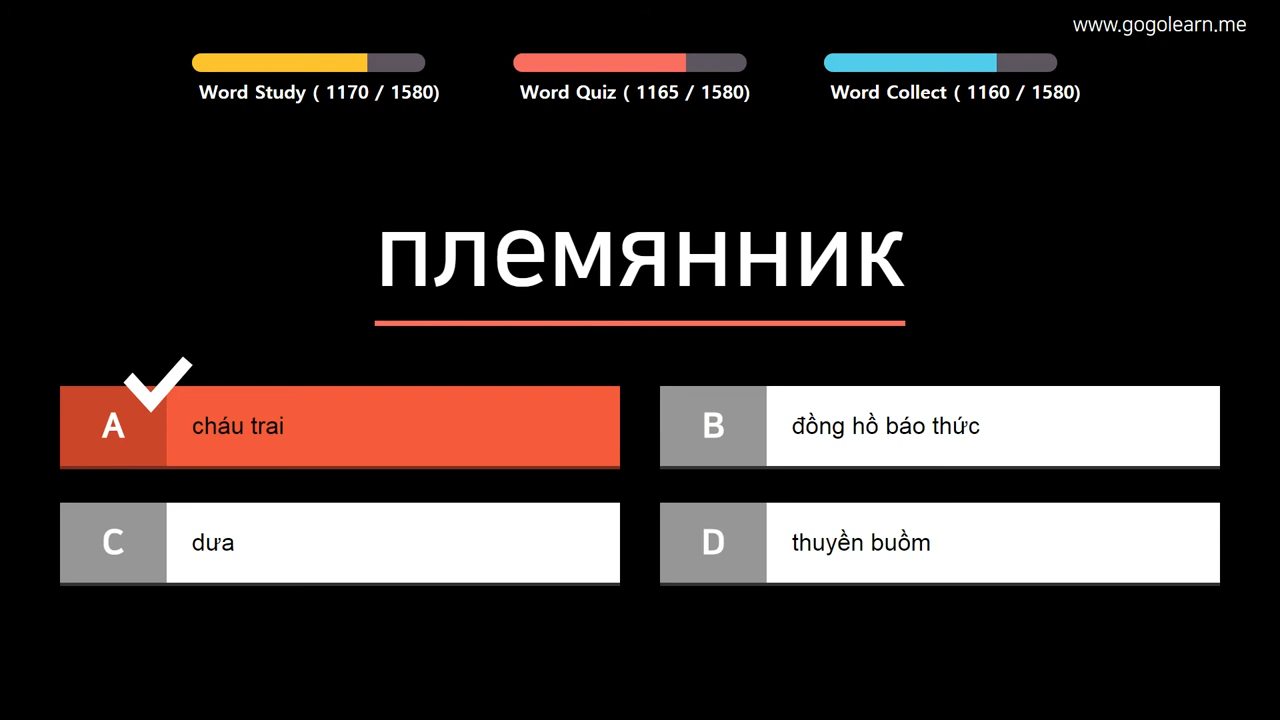 www.gogolearn.me
Word Study ( 1170 / 1580)
Word Quiz ( 1165 / 1580)
Word Collect ( 1160 / 1580)
племянник
A cháu trai
B đồng hồ báo thức
C dưa
D thuyền buồm